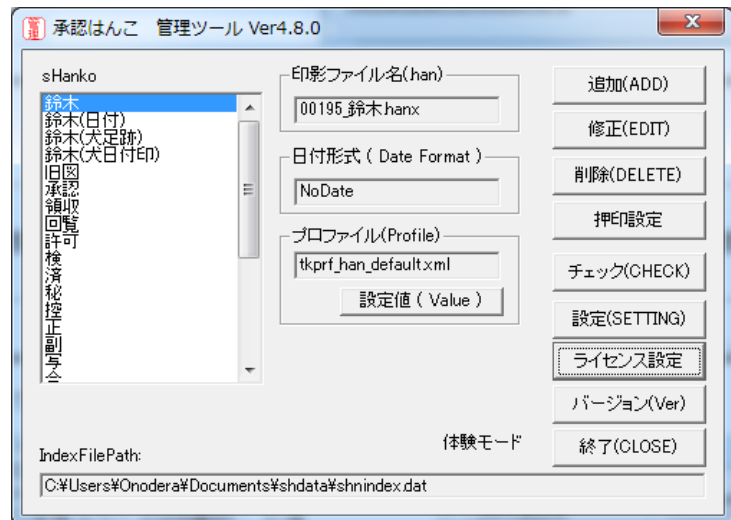 管理
承認はんこ 管理ツール Ver4.8.0
sHanko
鈴木
鈴木(日付)
鈴木(犬足跡)
鈴木(犬日付印)
旧図
承認
領収
回覧
許可
検
済
秘
控
正
副
写
印影ファイル名(han)
00195_鈴木.hanx
日付形式 ( Date Format )
NoDate
プロファイル(Profile)
tkprf_han_default.xml
設定値 ( Value )
追加(ADD)
修正(EDIT)
削除(DELETE)
押印設定
チェック(CHECK)
設定(SETTING)
ライセンス設定
バージョン(Ver)
終了(CLOSE)
体験モード
IndexFilePath:
C:¥Users¥Onodera¥Documents¥shdata¥shnindex.dat